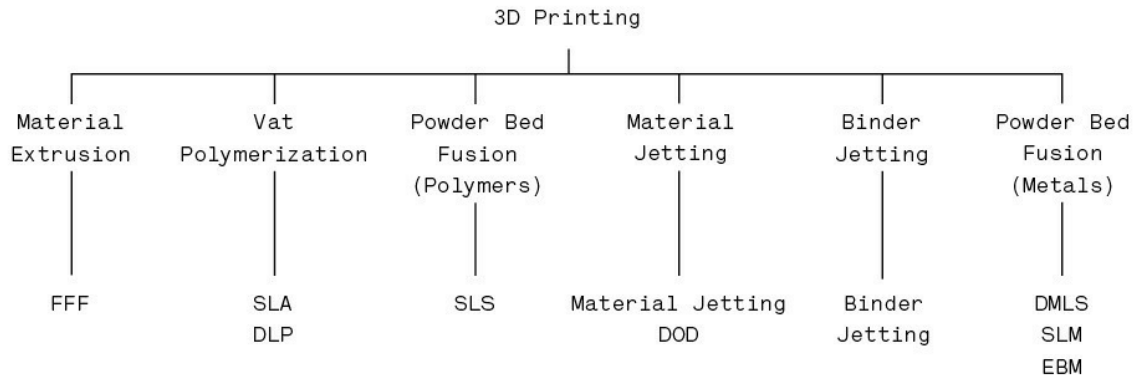 3D Printing
Material
Extrusion
Vat
Polymerization
Powder Bed
Fusion
(Polymers)
Material
Jetting
Binder
Jetting
Powder Bed
Fusion
(Metals)
FFF
SLA
DLP
SLS
Material Jetting
DOD
Binder
Jetting
DMLS
SLM
EBM